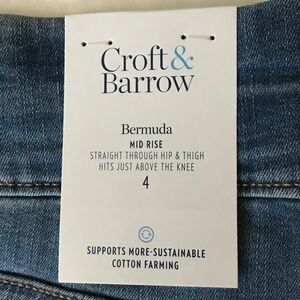 Croft&
Barrow
Bermuda
MID RISE
STRAIGHT THROUGH HIP & THIGH
HITS JUST ABOVE THE KNEE
4
SUPPORTS MORE-SUSTAINABLE
COTTON FARMING